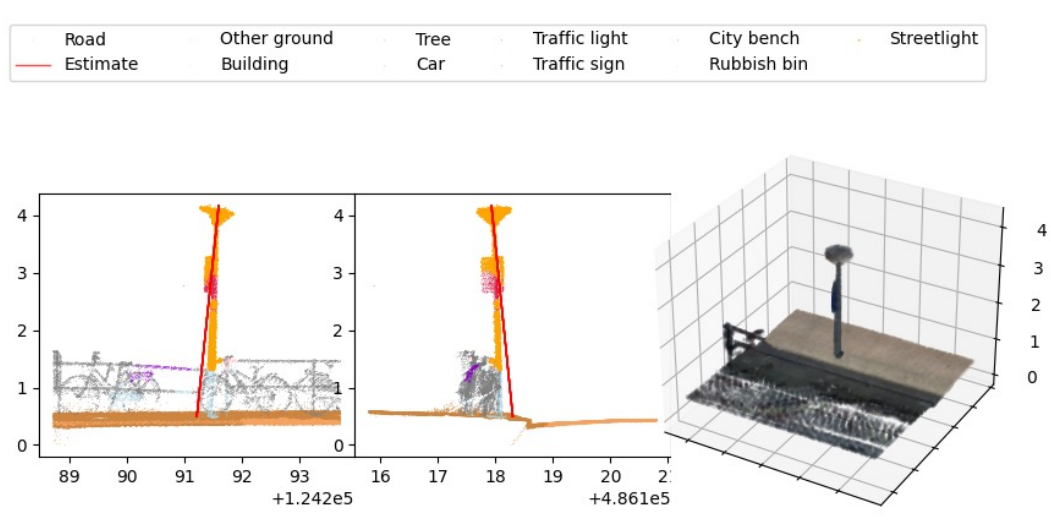 Road Other ground Tree Traffic light City bench Streetlight
Estimate Building Car Traffic sign Rubbish bin
4 4 4
3 3 3
2 2 2
1 1 1
0 0 0
89 90 91 92 93 16 17 18 19 20
+1.242e5 +4.861e5